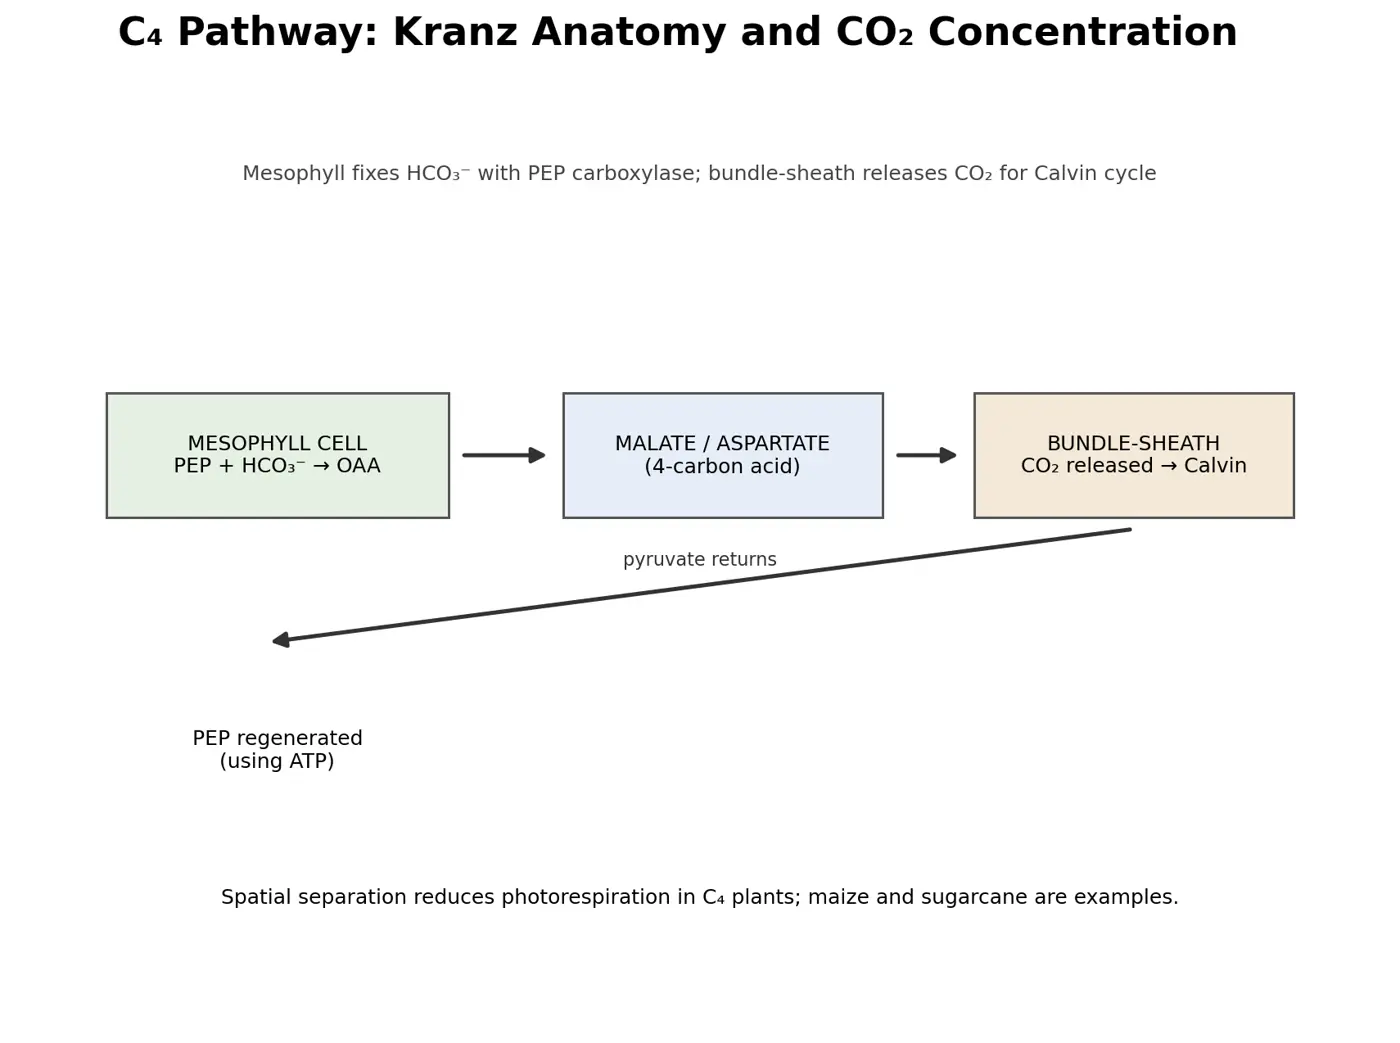 C₄ Pathway: Kranz Anatomy and CO₂ Concentration
Mesophyll fixes HCO₃⁻ with PEP carboxylase; bundle-sheath releases CO₂ for Calvin cycle
MESOPHYLL CELL
PEP + HCO₃⁻ → OAA
MALATE / ASPARTATE
(4-carbon acid)
BUNDLE-SHEATH
CO₂ released → Calvin
pyruvate returns
PEP regenerated
(using ATP)
Spatial separation reduces photorespiration in C₄ plants; maize and sugarcane are examples.